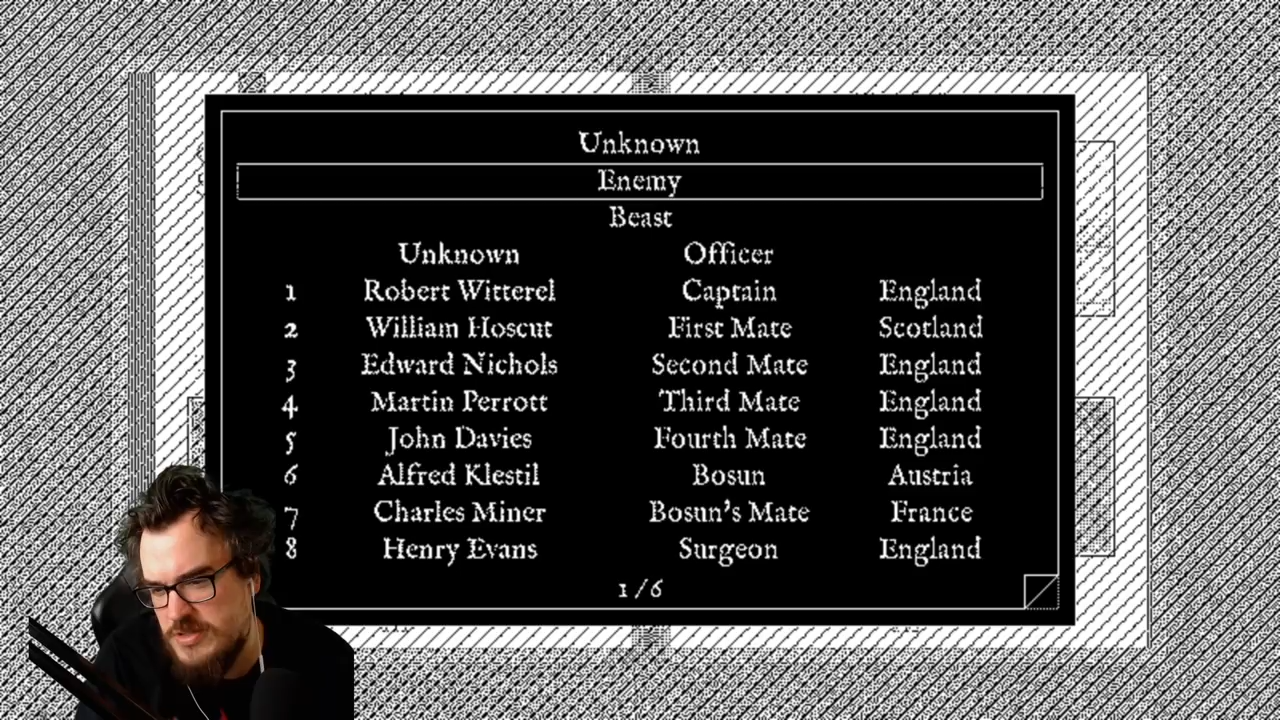 Unknown
Enemy
Beast
Unknown Officer
1 Robert Witterel Captain England
2 William Hoscut First Mate Scotland
3 Edward Nichols Second Mate England
4 Martin Perrott Third Mate England
5 John Davies Fourth Mate England
6 Alfred Klestil Bosun Austria
7 Charles Miner Bosun's Mate France
8 Henry Evans Surgeon England
1/6